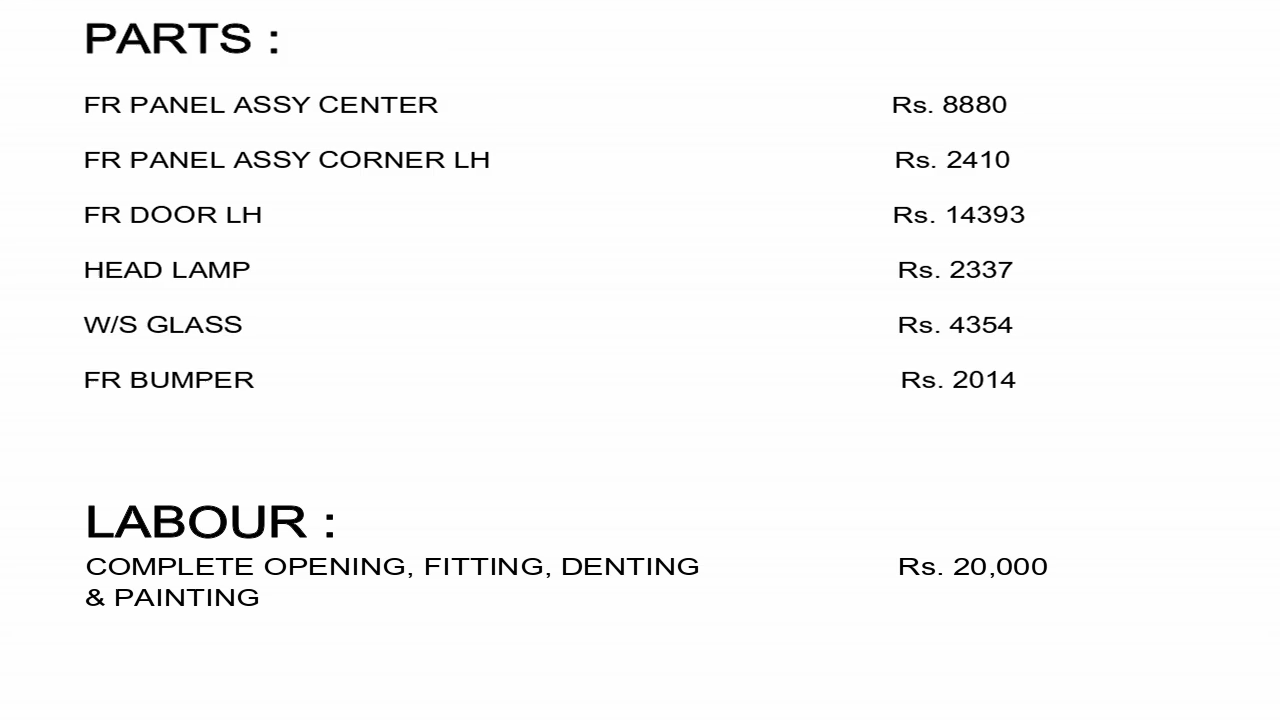 PARTS :
FR PANEL ASSY CENTER Rs. 8880
FR PANEL ASSY CORNER LH Rs. 2410
FR DOOR LH Rs. 14393
HEAD LAMP Rs. 2337
W/S GLASS Rs. 4354
FR BUMPER Rs. 2014
LABOUR :
COMPLETE OPENING, FITTING, DENTING Rs. 20,000
& PAINTING